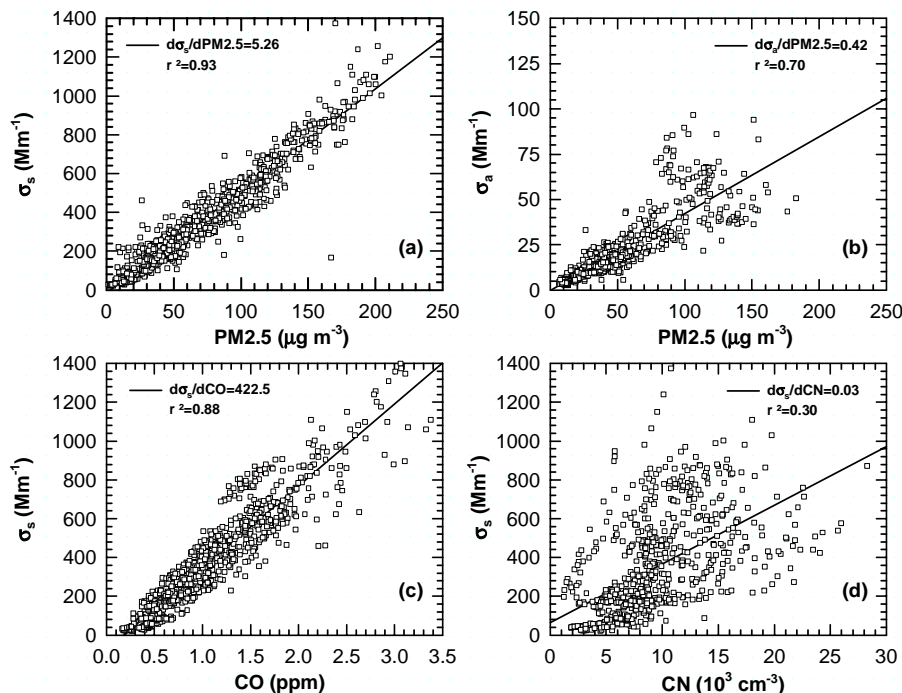 1400
1200
1000
800
600
400
200
0
σs (Mm-1)
dσs/dPM2.5=5.26
r ²=0.93
(a)
0 50 100 150 200 250
PM2.5 (μg m-3)
150
125
100
75
50
25
0
σa (Mm-1)
dσa/dPM2.5=0.42
r ²=0.70
(b)
0 50 100 150 200 250
PM2.5 (μg m-3)
1400
1200
1000
800
600
400
200
0
σs (Mm-1)
dσs/dCO=422.5
r ²=0.88
(c)
0.0 0.5 1.0 1.5 2.0 2.5 3.0 3.5
CO (ppm)
1400
1200
1000
800
600
400
200
0
σs (Mm-1)
dσs/dCN=0.03
r ²=0.30
(d)
0 5 10 15 20 25 30
CN (10³ cm-3)